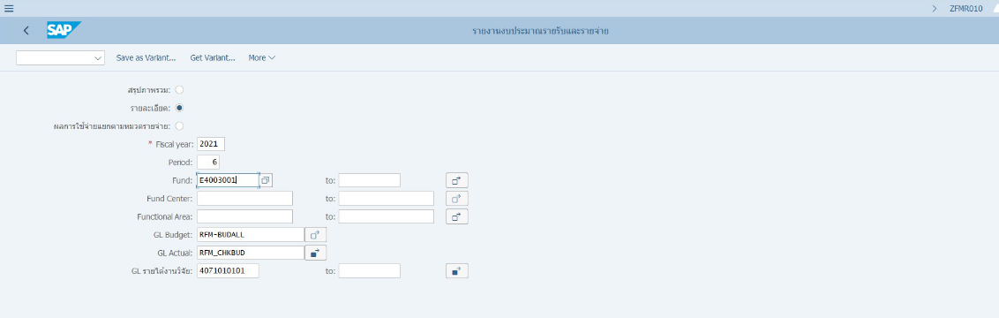 ZFMR010
SAP
รายงานงบประมาณรายรับและรายจ่าย
Save as Variant... Get Variant... More
สรุปภาพรวม:
รายละเอียด:
ผลการใช้จ่ายแยกตามหมวดรายจ่าย:
* Fiscal year: 2021
Period: 6
Fund: E4003001 to:
Fund Center: to:
Functional Area: to:
GL Budget: RFM-BUDALL
GL Actual: RFM_CHKBUD
GL รายได้งานวิจัย: 4071010101 to: